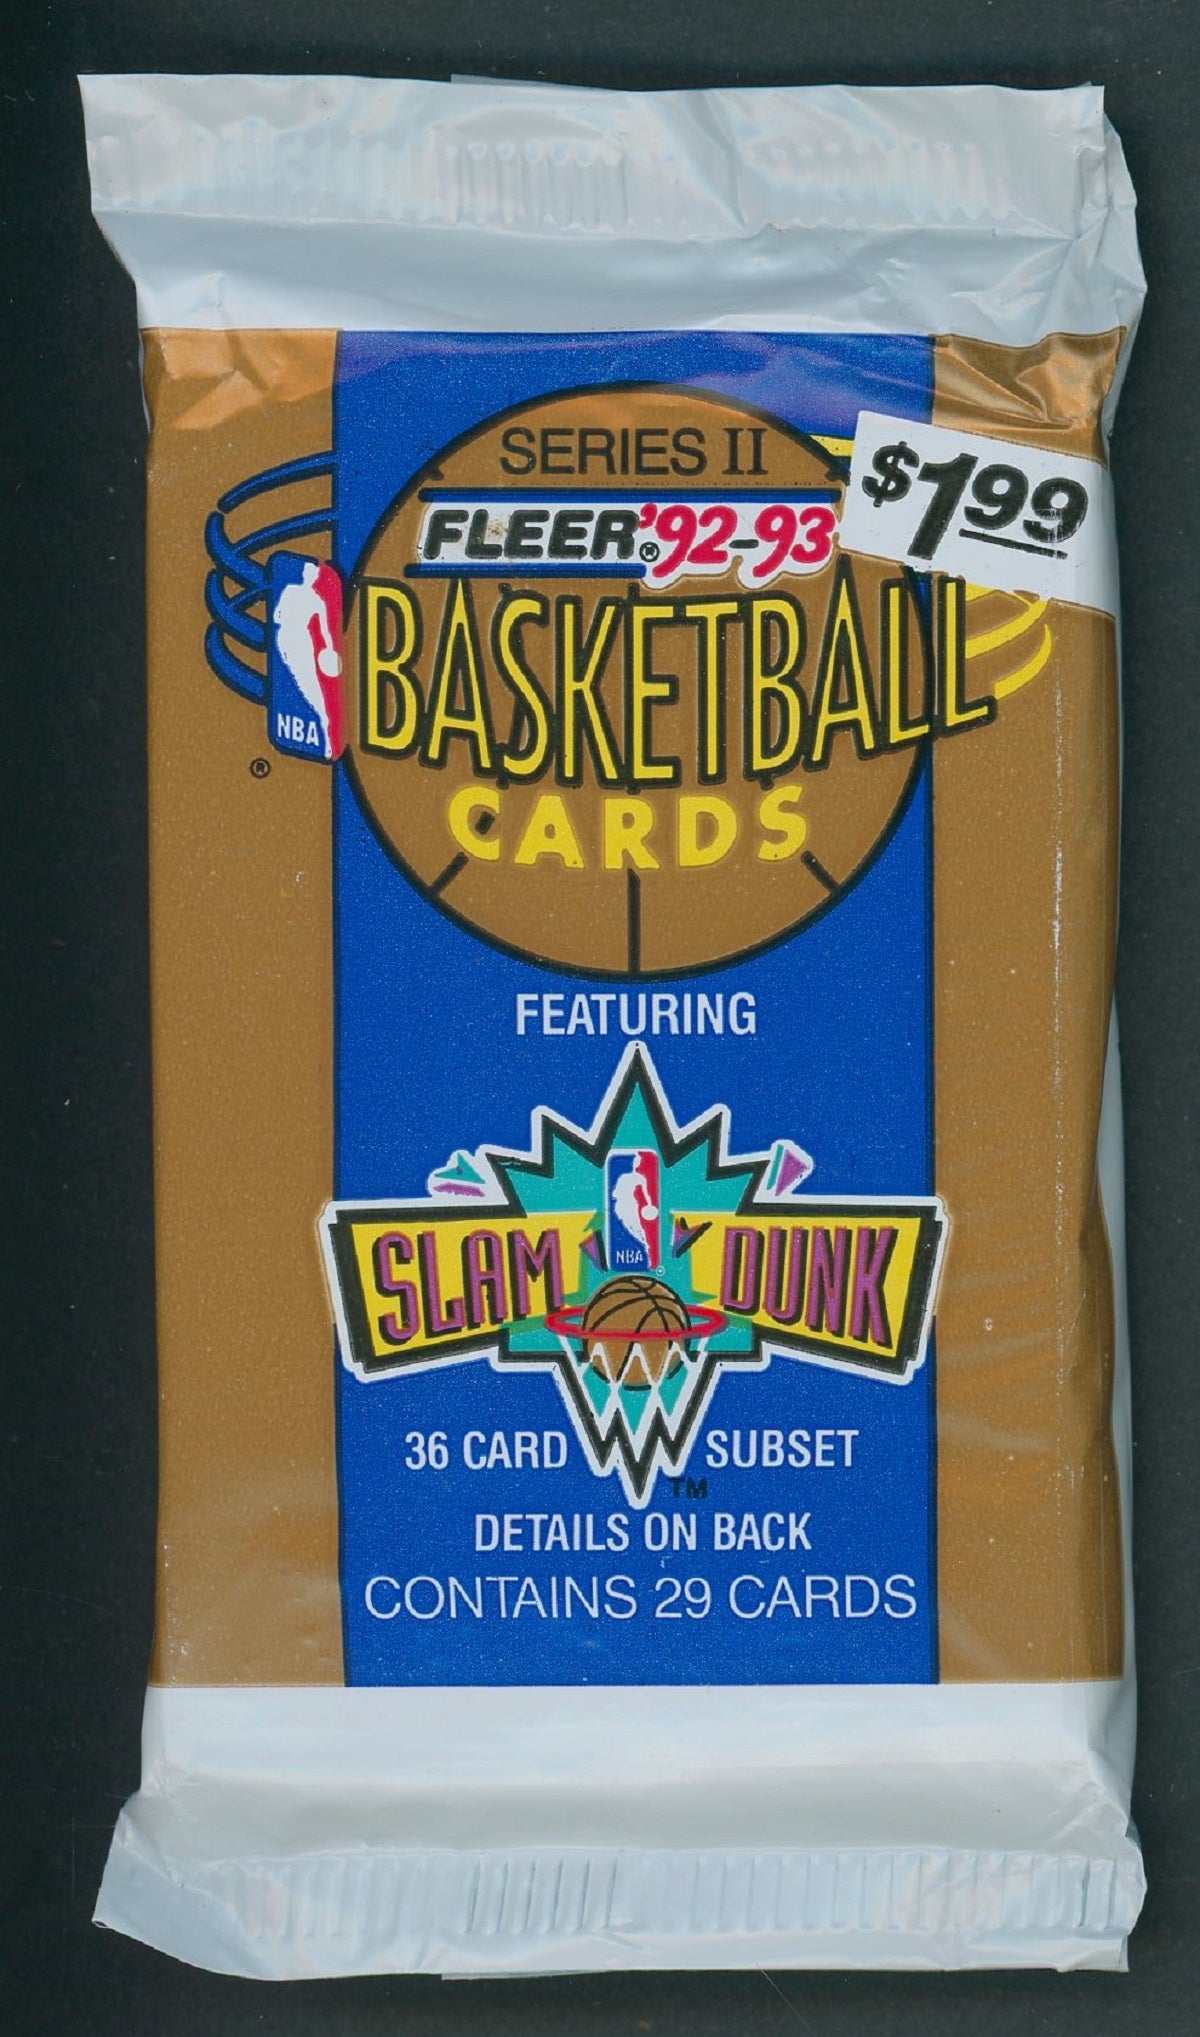 SERIES II
$1.99
FLEER® '92-93
BASKETBALL
CARDS
NBA
®
FEATURING
NBA
SLAM DUNK
36 CARD SUBSET
TM
DETAILS ON BACK
CONTAINS 29 CARDS